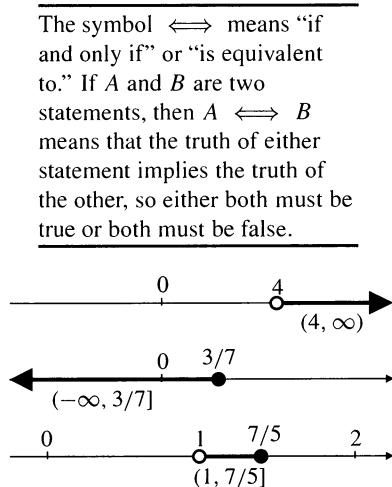 The symbol ⟺ means “if
and only if” or “is equivalent
to.” If A and B are two
statements, then A ⟺ B
means that the truth of either
statement implies the truth of
the other, so either both must be
true or both must be false.
0 4
(4, ∞)
0 3/7
(−∞, 3/7]
0 1 7/5 2
(1, 7/5]